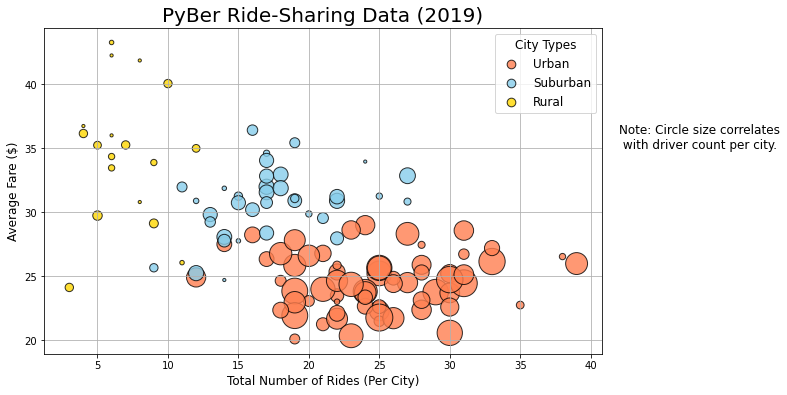 PyBer Ride-Sharing Data (2019)
City Types
Urban
Suburban
Rural
Note: Circle size correlates
with driver count per city.
Average Fare ($)
40
35
30
25
20
5 10 15 20 25 30 35 40
Total Number of Rides (Per City)